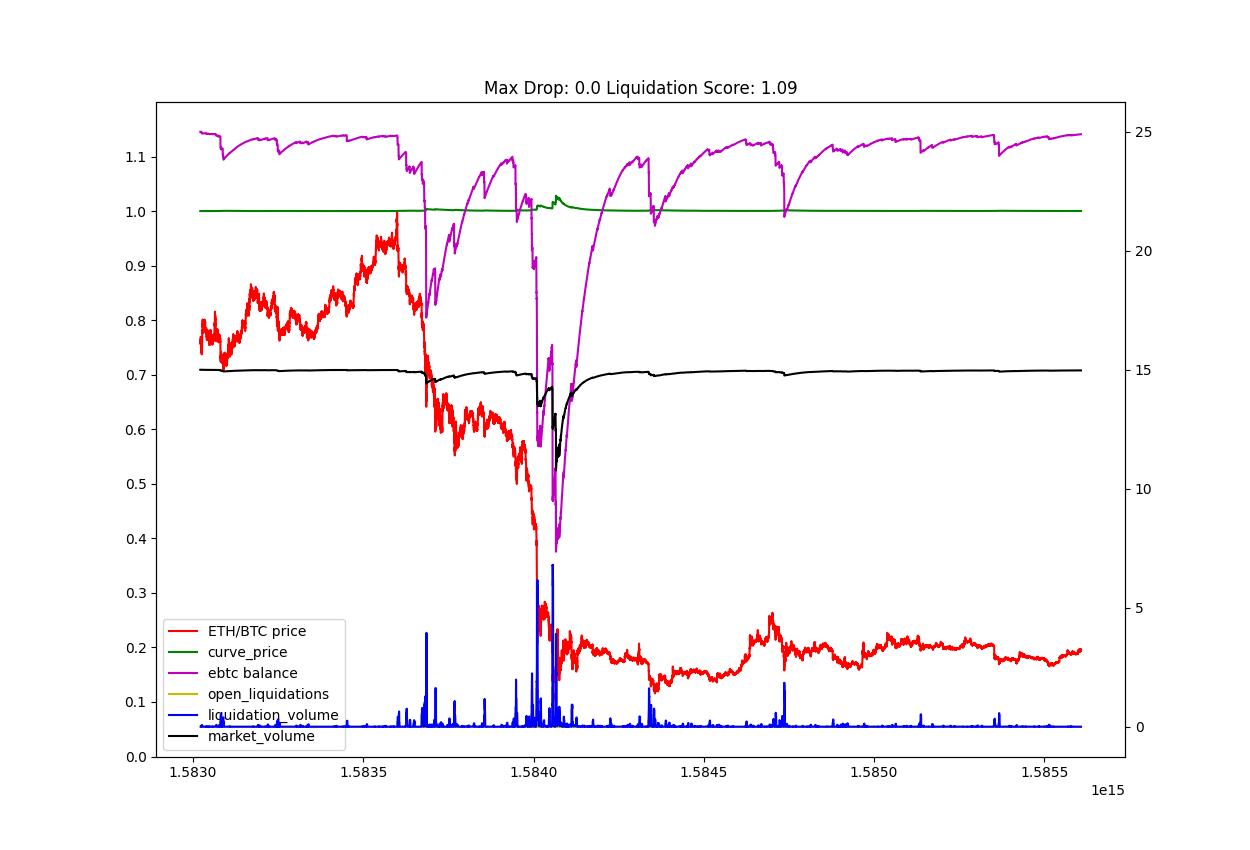 Max Drop: 0.0 Liquidation Score: 1.09
1.1
1.0
0.9
0.8
0.7
0.6
0.5
0.4
0.3
0.2
0.1
0.0
25
20
15
10
5
0
ETH/BTC price
curve_price
ebtc balance
open_liquidations
liquidation_volume
market_volume
1.5830 1.5835 1.5840 1.5845 1.5850 1.5855
1e15